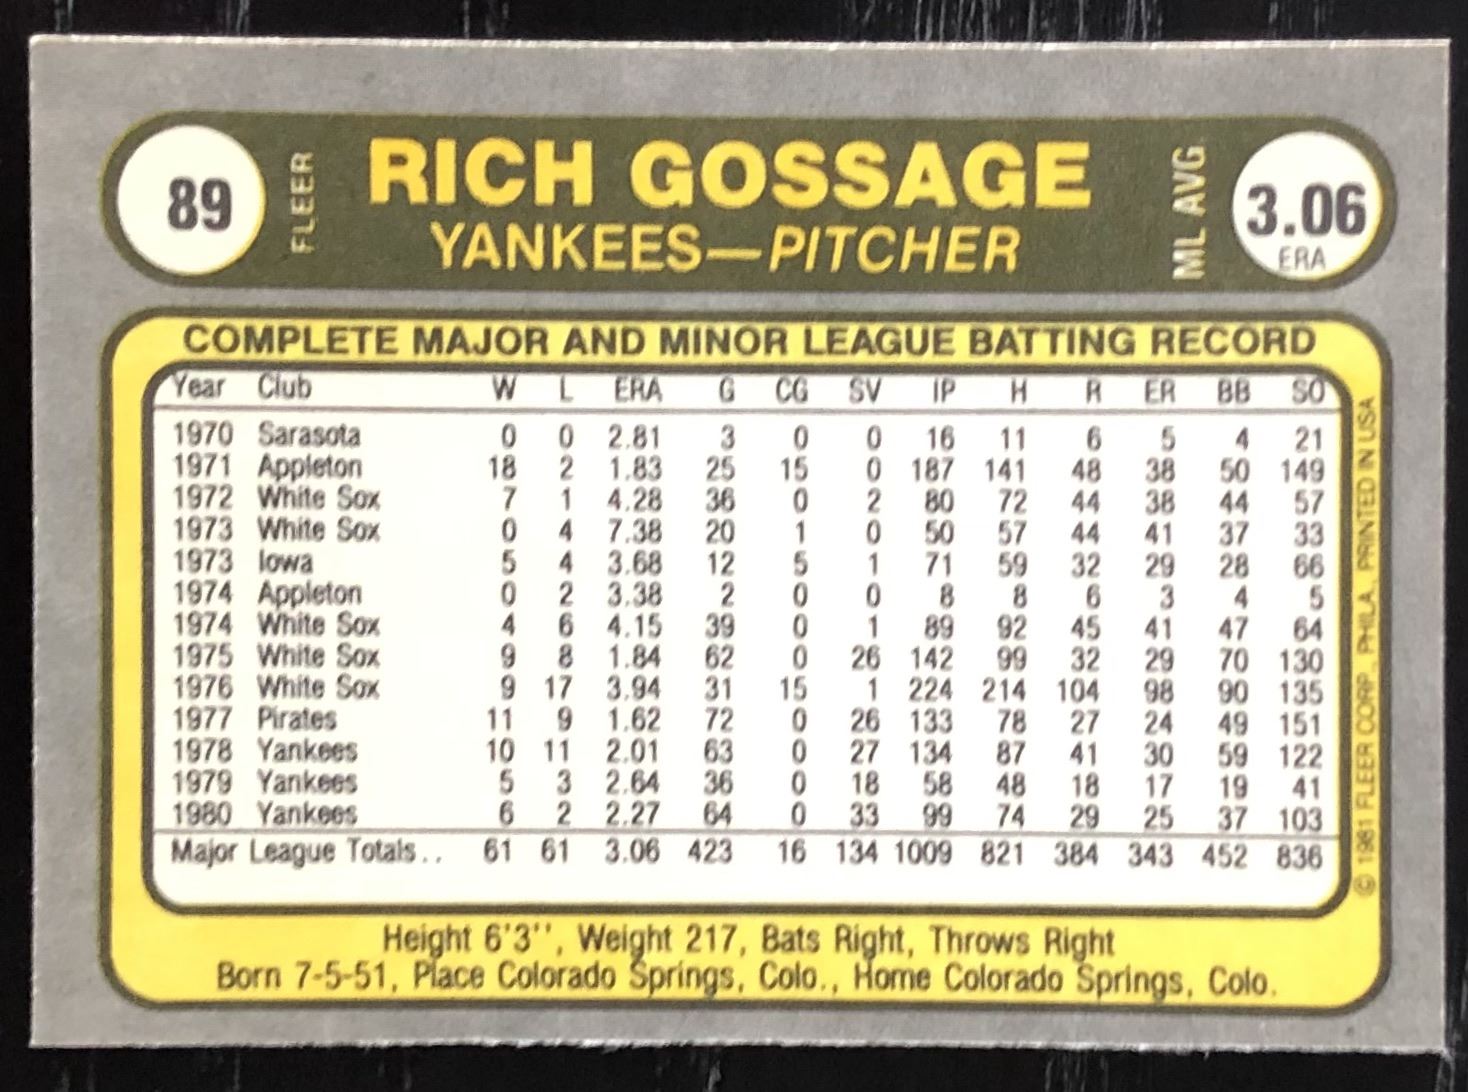 89 FLEER RICH GOSSAGE ML AVG 3.06
YANKEES—PITCHER ERA
COMPLETE MAJOR AND MINOR LEAGUE BATTING RECORD
Year Club W L ERA G CG SV IP H R ER BB SO
1970 Sarasota 0 0 2.81 3 0 0 16 11 6 5 4 21
1971 Appleton 18 2 1.83 25 15 0 187 141 48 38 50 149
1972 White Sox 7 1 4.28 36 0 2 80 72 44 38 44 57
1973 White Sox 0 4 7.38 20 1 0 50 57 44 41 37 33
1973 Iowa 5 4 3.68 12 5 1 71 59 32 29 28 66
1974 Appleton 0 2 3.38 2 0 0 8 8 6 3 4 5
1974 White Sox 4 6 4.15 39 0 1 89 92 45 41 47 64
1975 White Sox 9 8 1.84 62 0 26 142 99 32 29 70 130
1976 White Sox 9 17 3.94 31 15 1 224 214 104 98 90 135
1977 Pirates 11 9 1.62 72 0 26 133 78 27 24 49 151
1978 Yankees 10 11 2.01 63 0 27 134 87 41 30 59 122
1979 Yankees 5 3 2.64 36 0 18 58 48 18 17 19 41
1980 Yankees 6 2 2.27 64 0 33 99 74 29 25 37 103
Major League Totals.. 61 61 3.06 423 16 134 1009 821 384 343 452 836
© 1981 FLEER CORP., PHILA., PRINTED IN USA
Height 6'3'', Weight 217, Bats Right, Throws Right
Born 7-5-51, Place Colorado Springs, Colo., Home Colorado Springs, Colo.